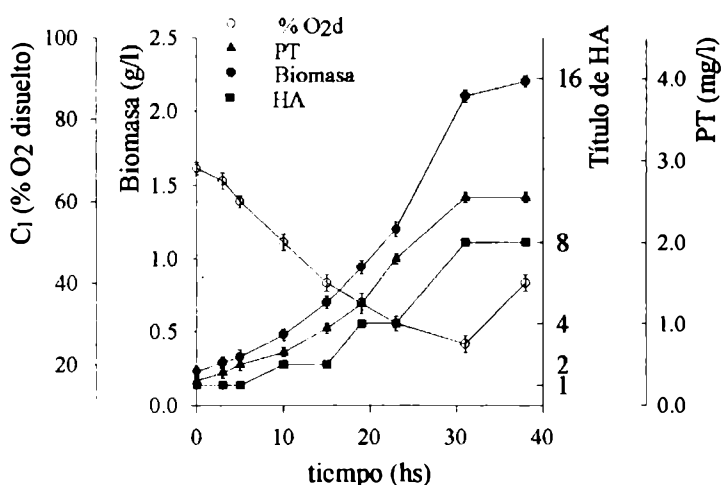 % O2d
PT
Biomasa
HA
C1 (% O2 disuelto)
100
80
60
40
20
Biomasa (g/l)
2.5
2.0
1.5
1.0
0.5
0.0
Título de HA
16
8
4
2
1
PT (mg/l)
4.0
3.0
2.0
1.0
0.0
0
10
20
30
40
tiempo (hs)